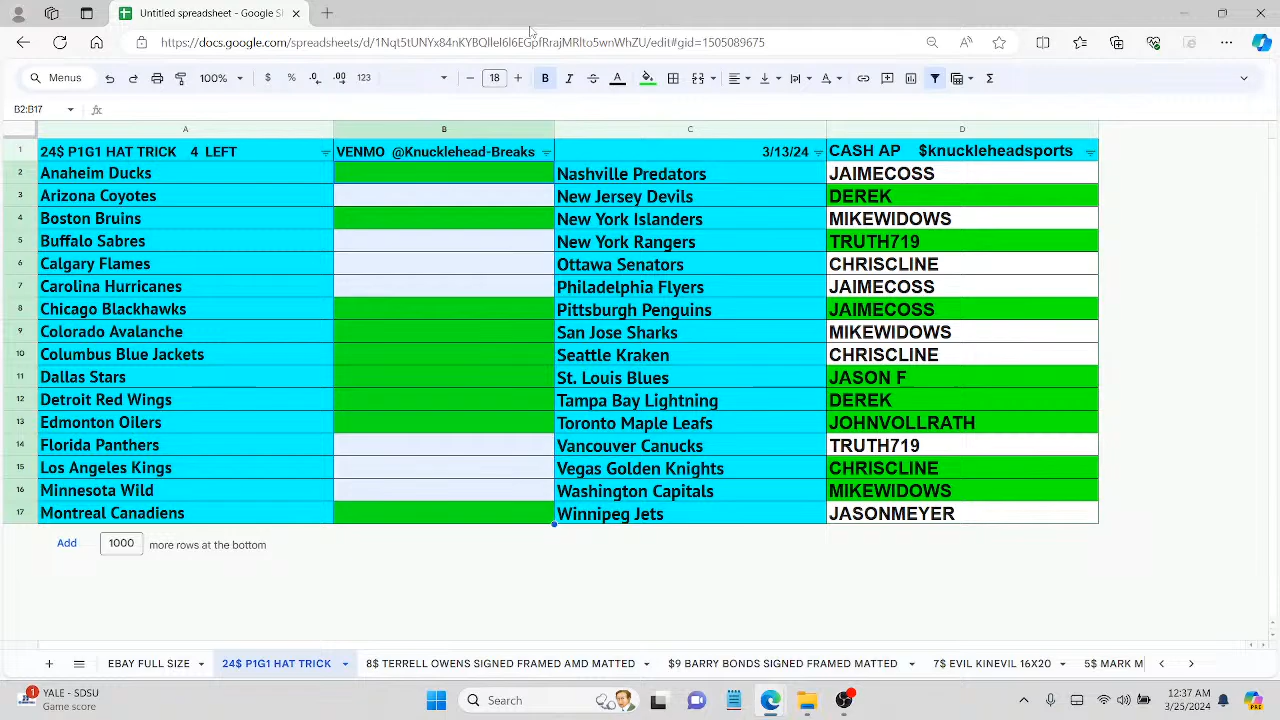 Untitled spreadsheet - Google S
https://docs.google.com/spreadsheets/d/1Nqt5tUNYx84nKYBQlleI6l6EGpfRrajMRIto5wnWhZU/edit#gid=1505089675
Menus 100% $ % .0 .00 123 18 B I
B2:B17 fx
A B C D
1 24$ P1G1 HAT TRICK 4 LEFT VENMO @Knucklehead-Breaks 3/13/24 CASH AP $knuckleheadsports
2 Anaheim Ducks Nashville Predators JAIMECOSS
3 Arizona Coyotes New Jersey Devils DEREK
4 Boston Bruins New York Islanders MIKEWIDOWS
5 Buffalo Sabres New York Rangers TRUTH719
6 Calgary Flames Ottawa Senators CHRISCLINE
7 Carolina Hurricanes Philadelphia Flyers JAIMECOSS
8 Chicago Blackhawks Pittsburgh Penguins JAIMECOSS
9 Colorado Avalanche San Jose Sharks MIKEWIDOWS
10 Columbus Blue Jackets Seattle Kraken CHRISCLINE
11 Dallas Stars St. Louis Blues JASON F
12 Detroit Red Wings Tampa Bay Lightning DEREK
13 Edmonton Oilers Toronto Maple Leafs JOHNVOLLRATH
14 Florida Panthers Vancouver Canucks TRUTH719
15 Los Angeles Kings Vegas Golden Knights CHRISCLINE
16 Minnesota Wild Washington Capitals MIKEWIDOWS
17 Montreal Canadiens Winnipeg Jets JASONMEYER
Add 1000 more rows at the bottom
EBAY FULL SIZE 24$ P1G1 HAT TRICK 8$ TERRELL OWENS SIGNED FRAMED AMD MATTED $9 BARRY BONDS SIGNED FRAMED MATTED 7$ EVIL KINEVIL 16X20 5$ MARK M
1 YALE - SDSU
Game score
Search
12:37 AM
3/25/2024
PRE